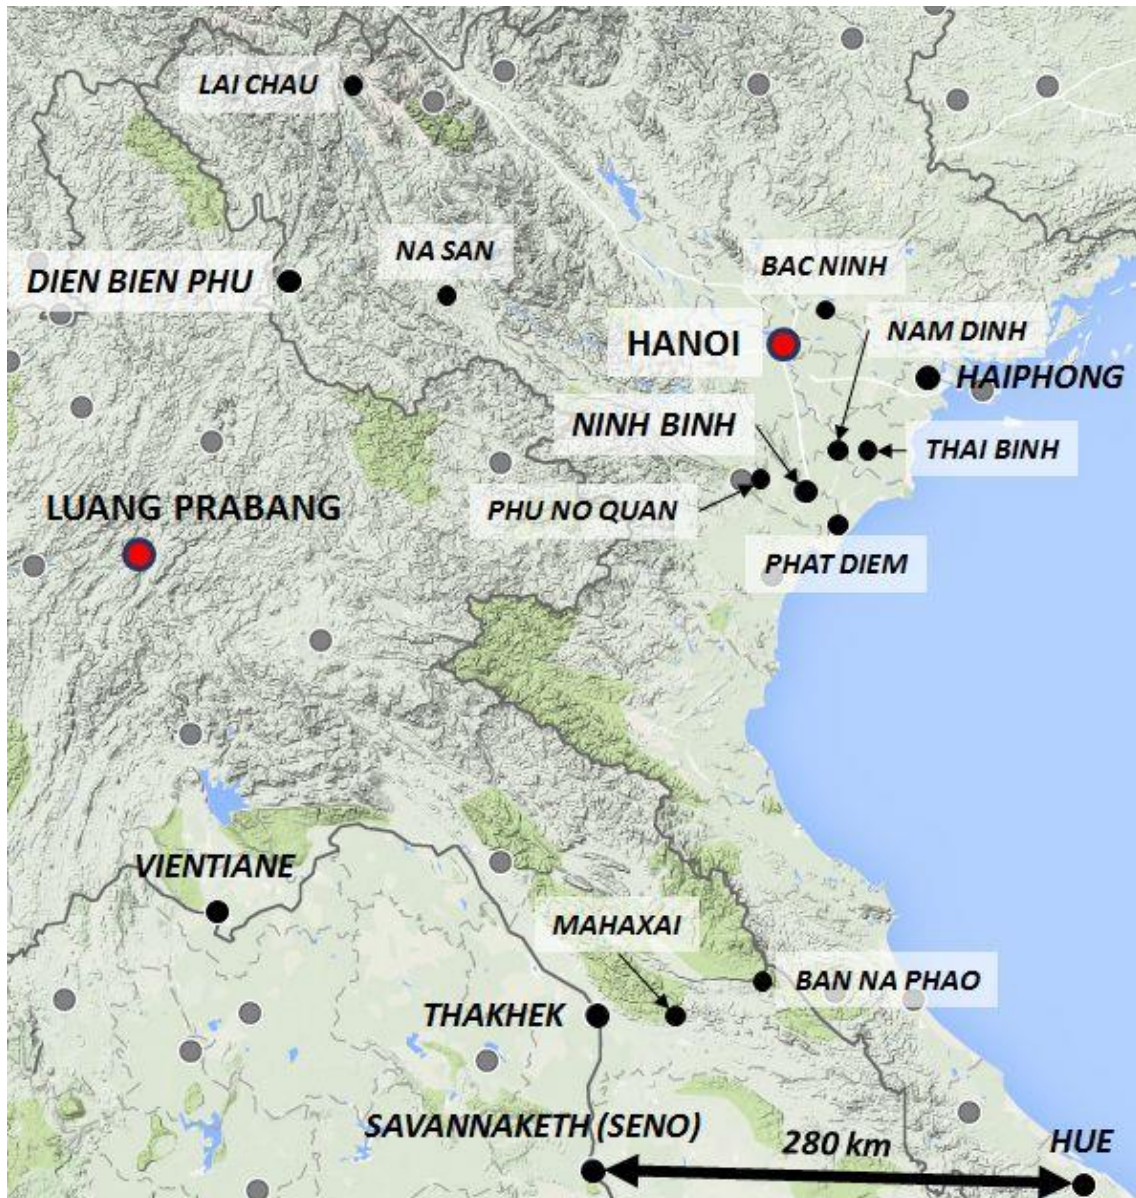 LAI CHAU
NA SAN
BAC NINH
DIEN BIEN PHU
HANOI
NAM DINH
HAIPHONG
NINH BINH
THAI BINH
PHU NO QUAN
LUANG PRABANG
PHAT DIEM
VIENTIANE
MAHAXAI
BAN NA PHAO
THAKHEK
SAVANNAKETH (SENO)
280 km
HUE